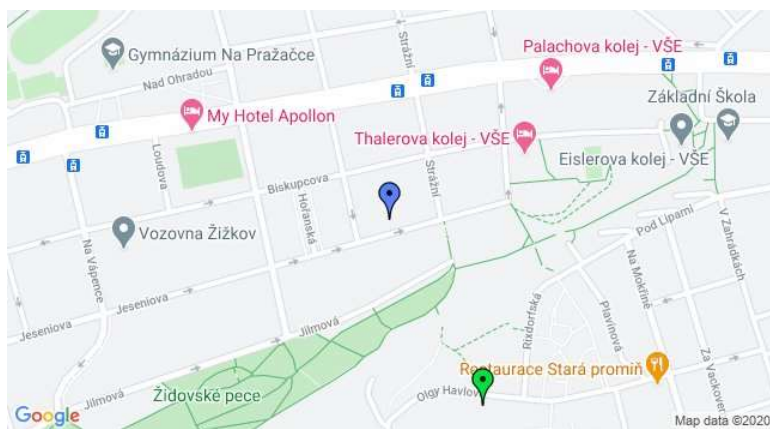 Gymnázium Na Pražačce
Nad Ohradou
Strážní
Palachova kolej - VŠE
My Hotel Apollon
Základní Škola
Thalerova kolej - VŠE
Eislerova kolej - VŠE
Loudova
Biskupcova
Strážní
Hořanská
Vozovna Žižkov
Pod Lipami
V Zahrádkách
Na Vápence
Na Mokřině
Jeseniova
Jeseniova
Jilmová
Rixdorfská
Plavínová
Za Vackovem
Restaurace Stará promiň
Židovské pece
Olgy Havlov
Jilmová
Google
Map data ©2020